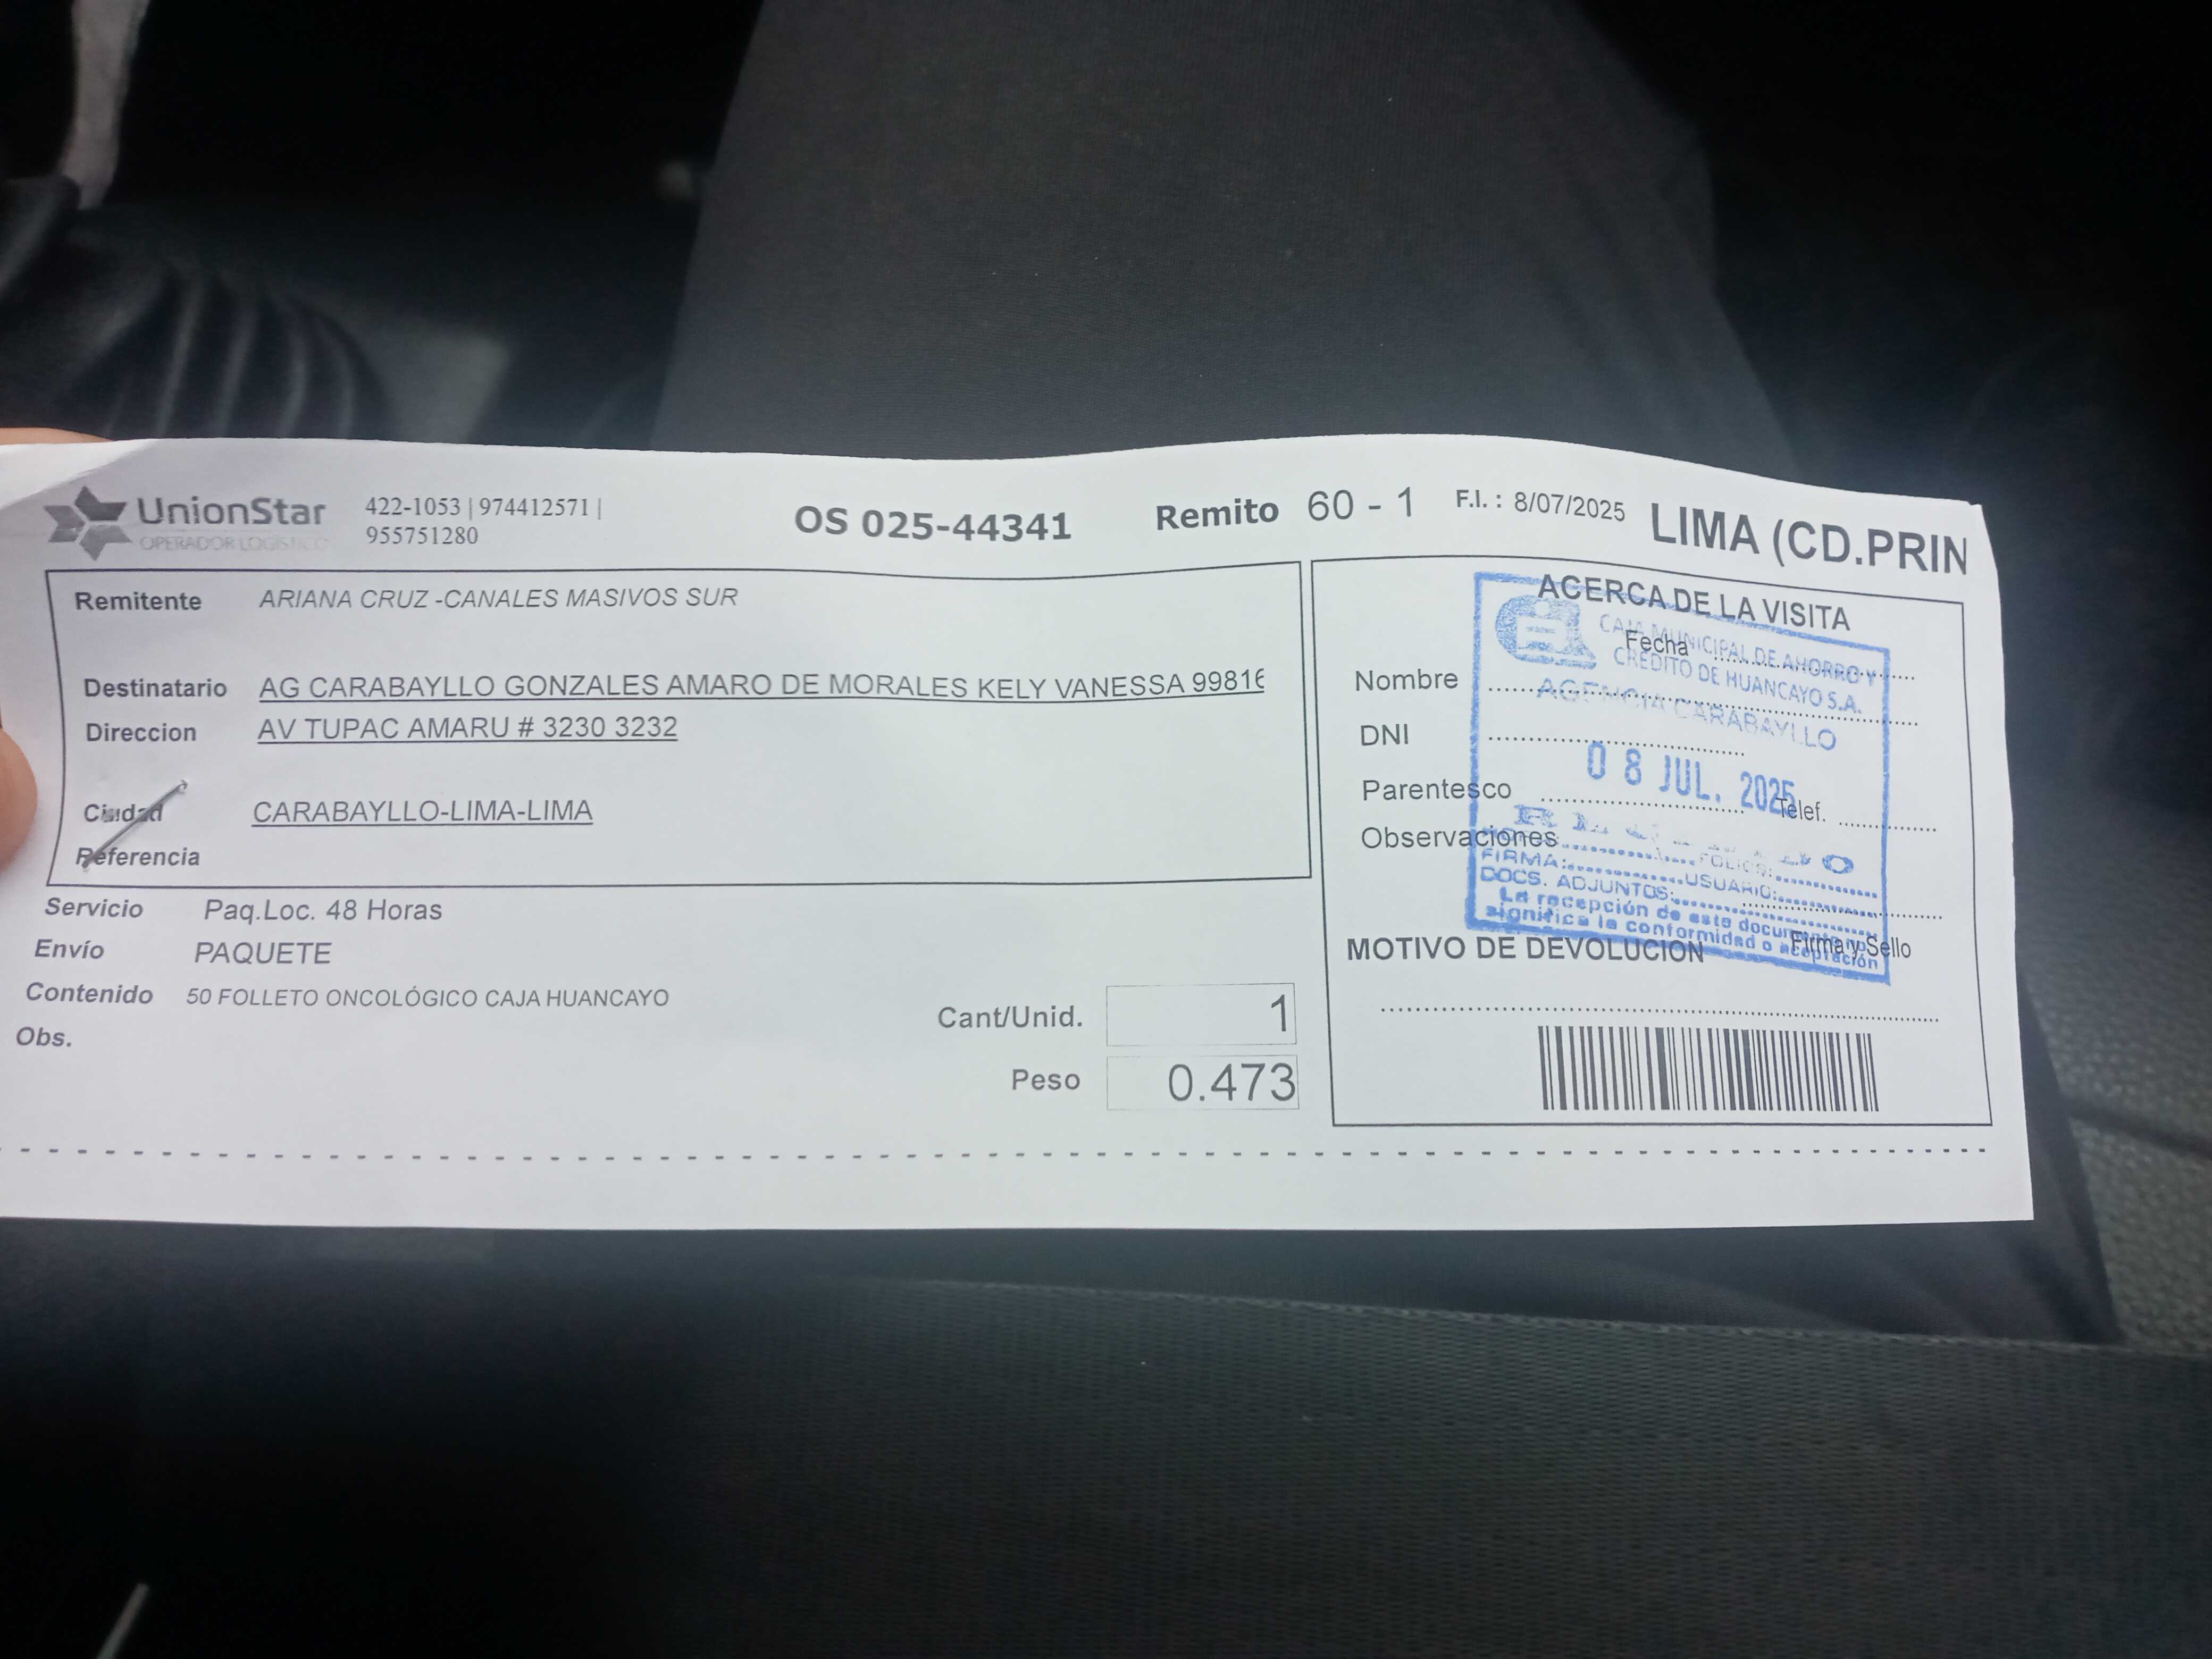 UnionStar
OPERADOR LOGISTICO
422-1053 | 974412571 |
955751280
OS 025-44341
Remito 60 - 1
F.I. : 8/07/2025
LIMA (CD.PRIN
Remitente ARIANA CRUZ -CANALES MASIVOS SUR
Destinatario AG CARABAYLLO GONZALES AMARO DE MORALES KELY VANESSA 99816
Direccion AV TUPAC AMARU # 3230 3232
Ciudad CARABAYLLO-LIMA-LIMA
Referencia
Servicio Paq.Loc. 48 Horas
Envío PAQUETE
Contenido 50 FOLLETO ONCOLÓGICO CAJA HUANCAYO
Obs.
Cant/Unid. 1
Peso 0.473
ACERCA DE LA VISITA
Fecha
Nombre
DNI
Parentesco
Telef.
Observaciones
Firma y Sello
MOTIVO DE DEVOLUCION
CAJA MUNICIPAL DE AHORRO Y
CREDITO DE HUANCAYO S.A.
AGENCIA CARABAYLLO
08 JUL. 2025
FOLIOS:
FIRMA: USUARIO:
DOCS. ADJUNTOS:
La recepción de este documento no
significa la conformidad o aceptación